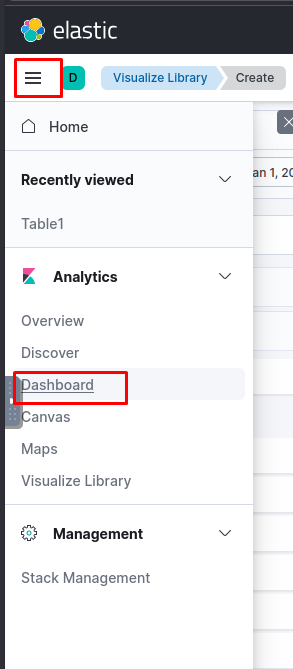 elastic
D
Visualize Library
Create
Home
Recently viewed
an 1, 20
Table1
Analytics
Overview
Discover
Dashboard
Canvas
Maps
Visualize Library
Management
Stack Management